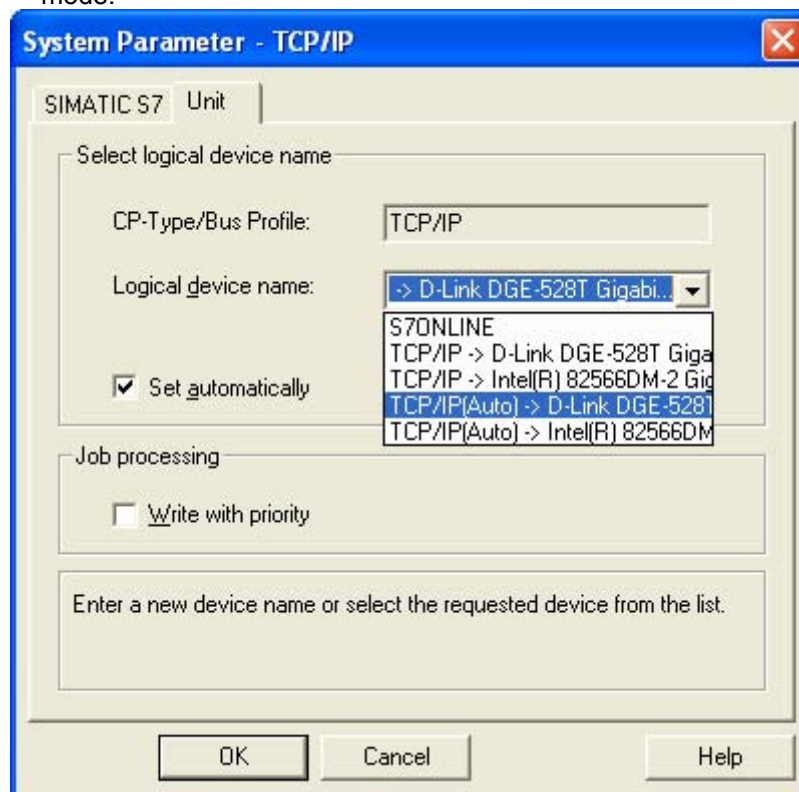 mode.
System Parameter - TCP/IP
SIMATIC S7 Unit
Select logical device name
CP-Type/Bus Profile: TCP/IP
Logical device name: -> D-Link DGE-528T Gigabi...
S7ONLINE
TCP/IP -> D-Link DGE-528T Giga
TCP/IP -> Intel(R) 82566DM-2 Gig
Set automatically
TCP/IP(Auto) -> D-Link DGE-528T
TCP/IP(Auto) -> Intel(R) 82566DM
Job processing
Write with priority
Enter a new device name or select the requested device from the list.
OK Cancel Help